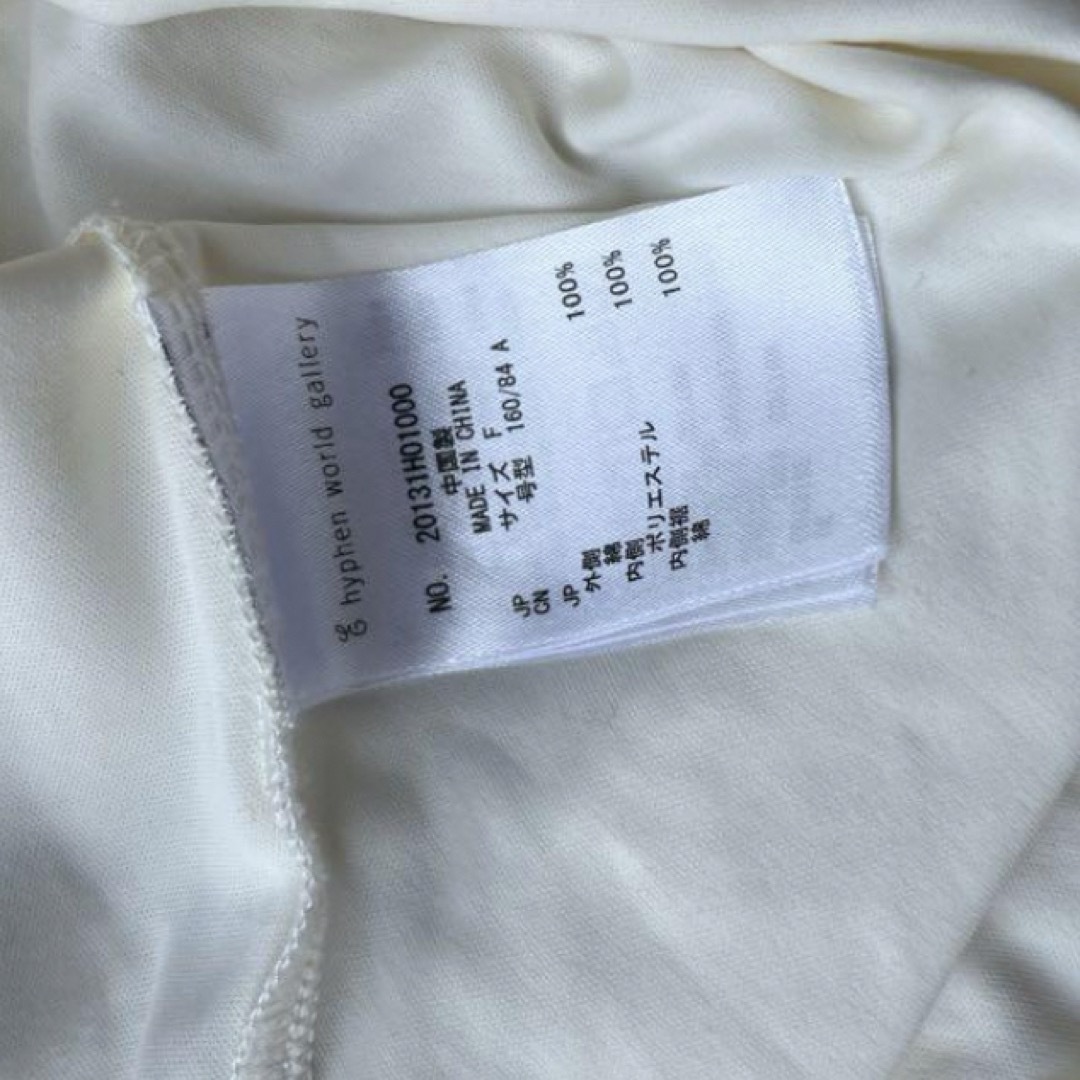 hyphen world gallery
NO. 20131H01000
中国製
MADE IN CHINA
JP サイズ F
CN 号型 160/84 A
JP
外側
綿 100%
内側
ポリエステル 100%
内側裾
綿 100%